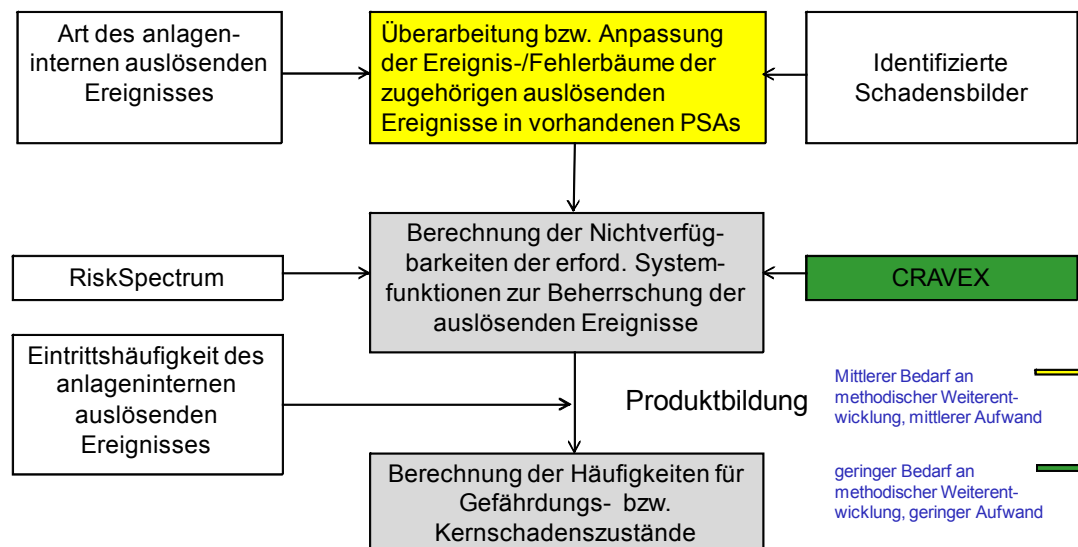 Art des anlagen-
internen auslösenden
Ereignisses
Überarbeitung bzw. Anpassung
der Ereignis-/Fehlerbäume der
zugehörigen auslösenden
Ereignisse in vorhandenen PSAs
Identifizierte
Schadensbilder
RiskSpectrum
Berechnung der Nichtverfüg-
barkeiten der erford. System-
funktionen zur Beherrschung der
auslösenden Ereignisse
CRAVEX
Eintrittshäufigkeit des
anlageninternen
auslösenden
Ereignisses
Produktbildung
Mittlerer Bedarf an
methodischer Weiterent-
wicklung, mittlerer Aufwand
Berechnung der Häufigkeiten für
Gefährdungs- bzw.
Kernschadenszustände
geringer Bedarf an
methodischer Weiterent-
wicklung, geringer Aufwand